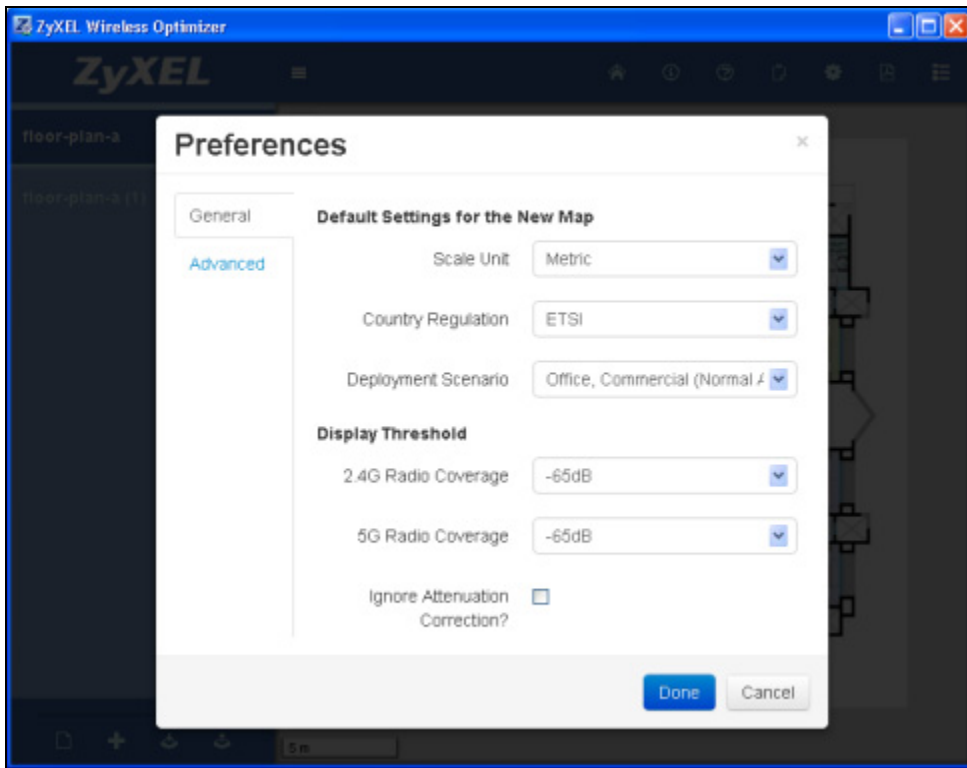 ZyXEL Wireless Optimizer
ZyXEL
floor-plan-a
floor-plan-a (1)
Preferences
×
General
Advanced
Default Settings for the New Map
Scale Unit
Metric
Country Regulation
ETSI
Deployment Scenario
Office, Commercial (Normal A
Display Threshold
2.4G Radio Coverage
-65dB
5G Radio Coverage
-65dB
Ignore Attenuation
Correction?
Done
Cancel
5 m